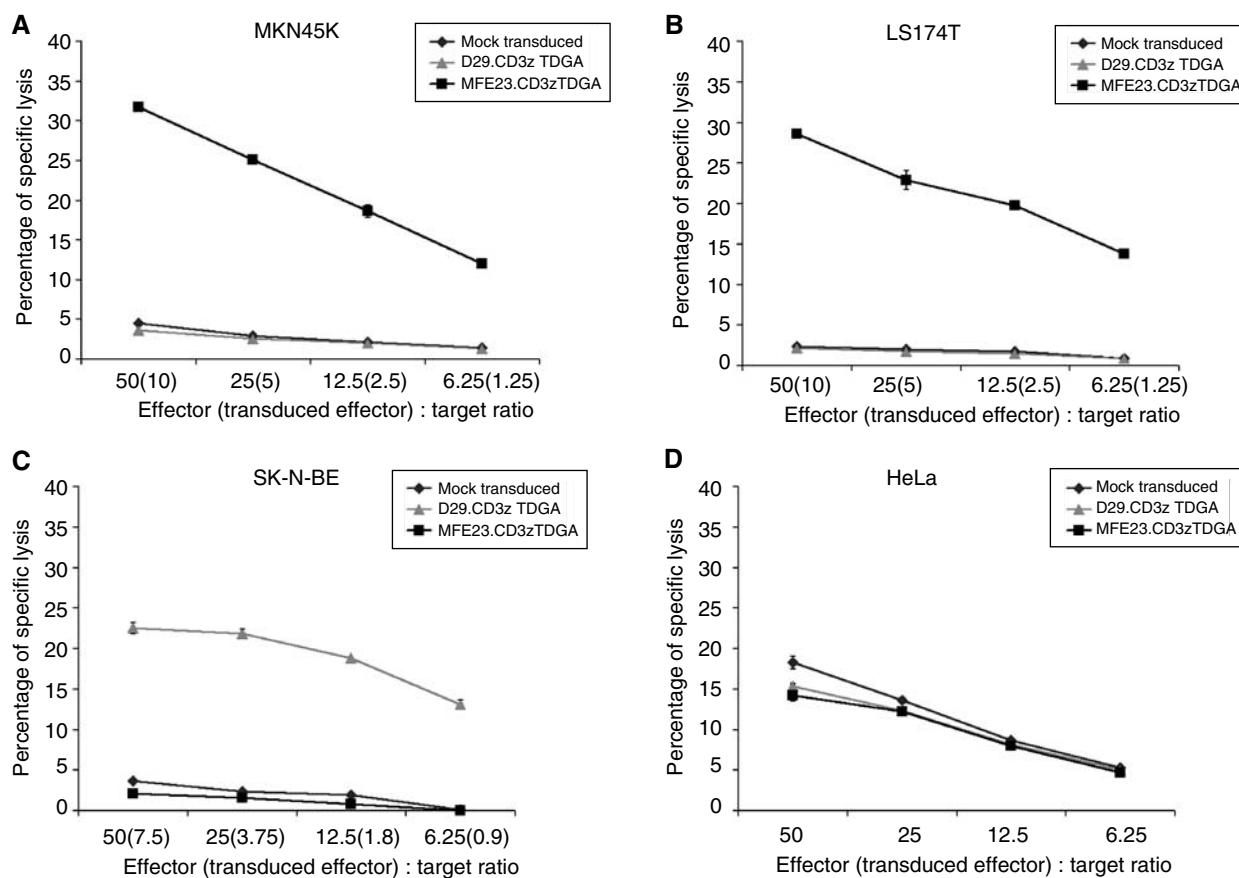 A
MKN45K
Mock transduced
D29.CD3z TDGA
MFE23.CD3zTDGA
Percentage of specific lysis
40
35
30
25
20
15
10
5
0
50(10) 25(5) 12.5(2.5) 6.25(1.25)
Effector (transduced effector) : target ratio
B
LS174T
Mock transduced
D29.CD3z TDGA
MFE23.CD3zTDGA
Percentage of specific lysis
40
35
30
25
20
15
10
5
0
50(10) 25(5) 12.5(2.5) 6.25(1.25)
Effector (transduced effector) : target ratio
C
SK-N-BE
Mock transduced
D29.CD3z TDGA
MFE23.CD3zTDGA
Percentage of specific lysis
40
35
30
25
20
15
10
5
0
50(7.5) 25(3.75) 12.5(1.8) 6.25(0.9)
Effector (transduced effector) : target ratio
D
HeLa
Mock transduced
D29.CD3z TDGA
MFE23.CD3zTDGA
Percentage of specific lysis
40
35
30
25
20
15
10
5
0
50 25 12.5 6.25
Effector (transduced effector) : target ratio